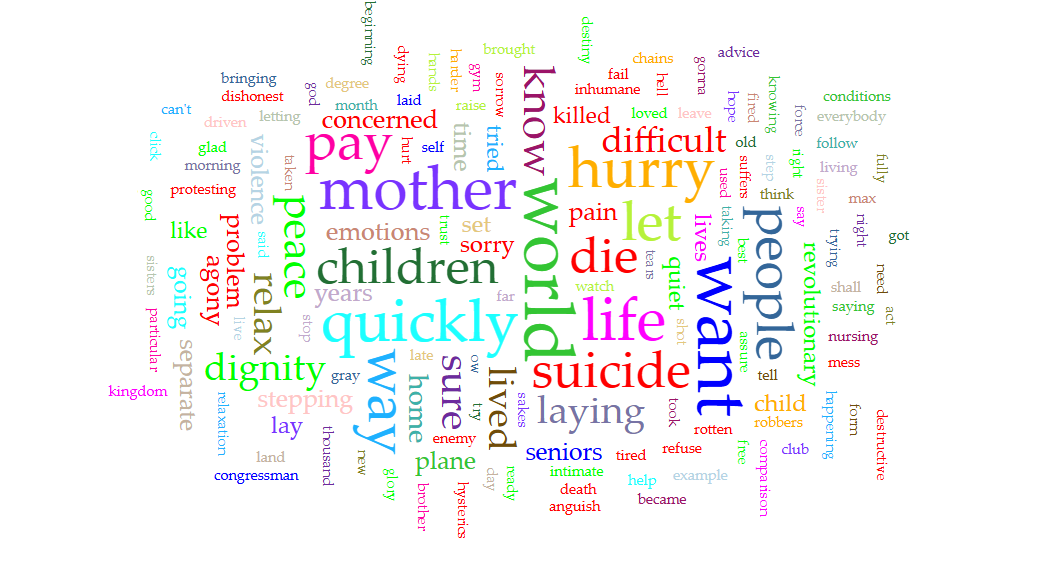 beginning
destiny
brought
dying
hands
harder
gym
sorrow
chains
gonna
advice
bringing
god
degree
know
fail
hell
knowing
dishonest
month
laid
raise
inhumane
hope
fired
conditions
can't
driven
letting
concerned
killed
loved
leave
force
everybody
click
glad
violence
pay
hurt
self
time
tried
difficult
old
right
follow
morning
taken
mother
hurry
used
suffers
step
think
living
fully
protesting
peace
world
sister
max
good
like
problem
said
emotions
trust
set
sorry
pain
let
lives
taking
best
people
say
night
trying
got
sisters
going
agony
relax
children
die
tears
quiet
want
revolutionary
shall
need
years
far
watch
saying
act
particular
live
stop
quickly
life
shot
assure
nursing
separate
dignity
gray
way
late
sure
ow
lived
suicide
tell
mess
kingdom
relaxation
stepping
home
try
sakes
laying
took
child
happening
form
destructive
lay
thousand
enemy
rotten
robbers
land
new
glory
plane
seniors
tired
refuse
free
comparison
club
congressman
brother
hysterics
day
ready
intimate
help
example
death
became
anguish